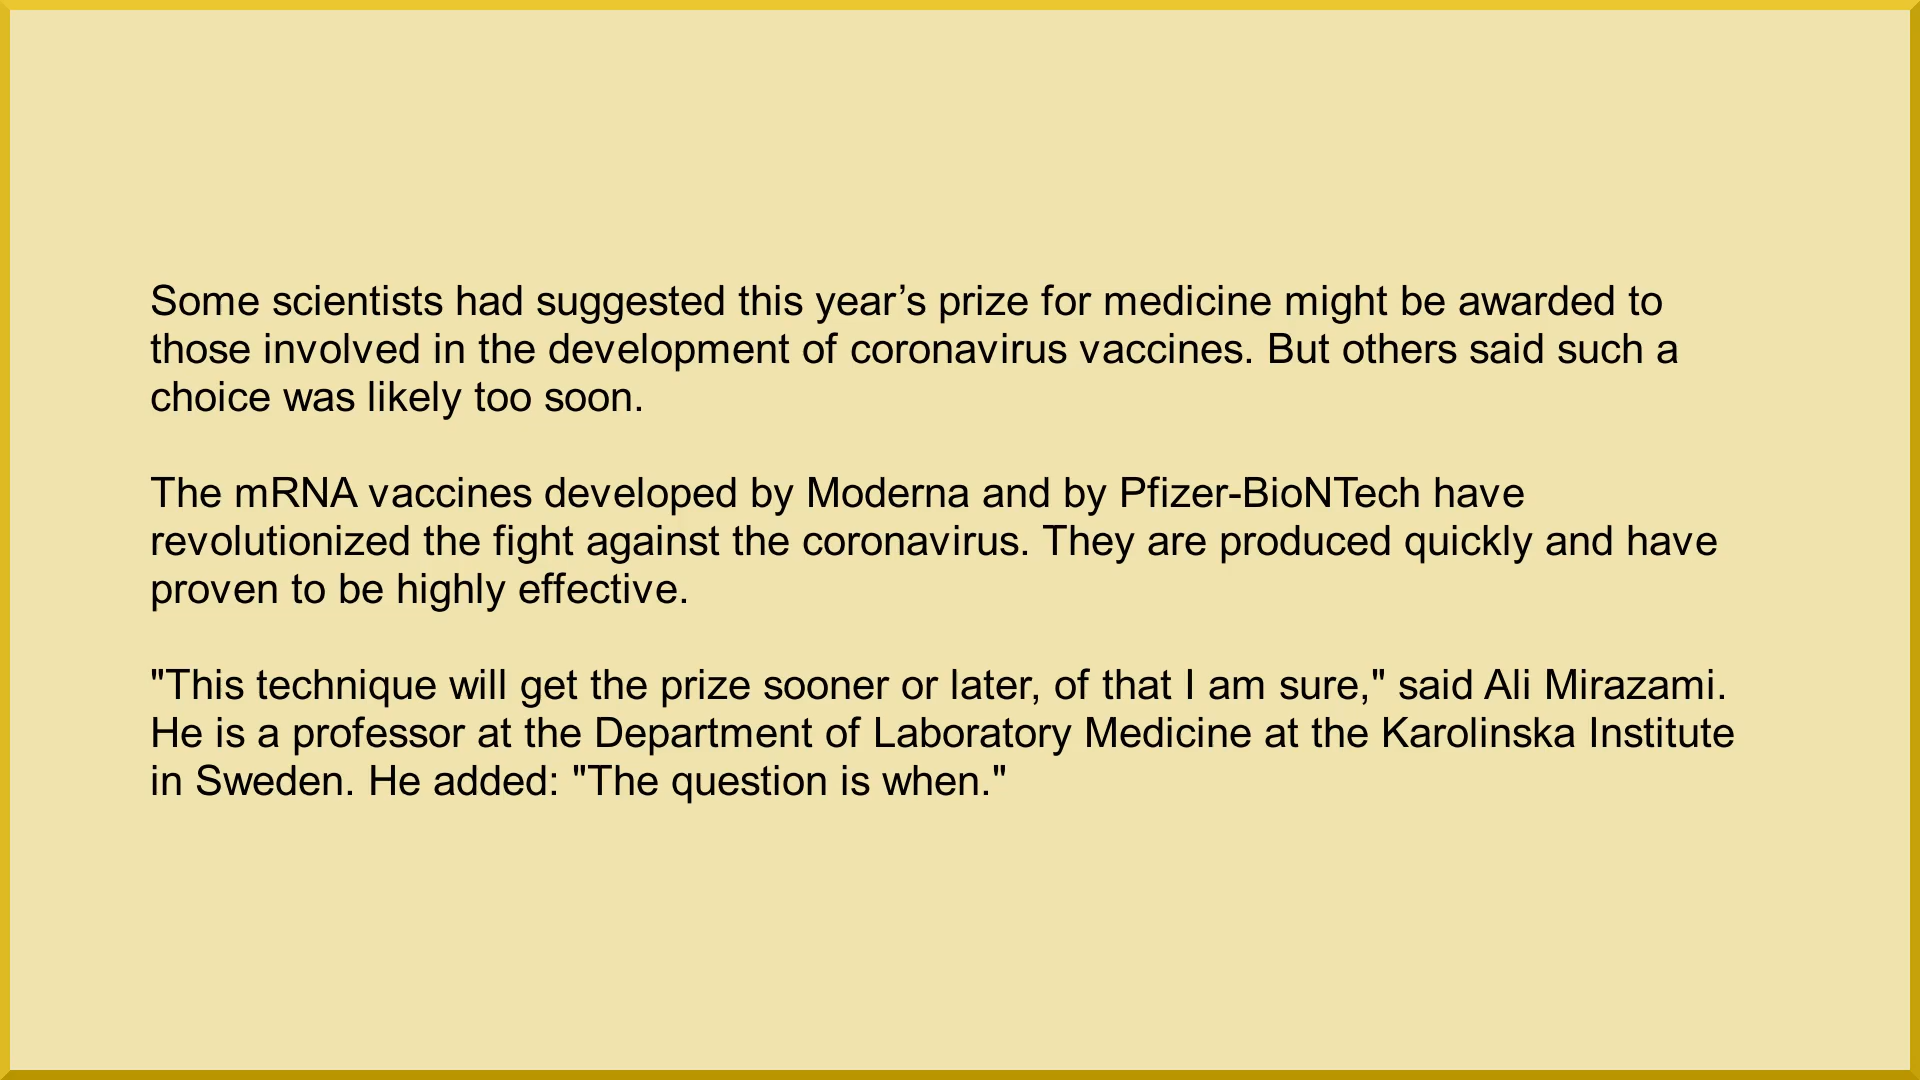 Some scientists had suggested this year’s prize for medicine might be awarded to
those involved in the development of coronavirus vaccines. But others said such a
choice was likely too soon.
The mRNA vaccines developed by Moderna and by Pfizer-BioNTech have
revolutionized the fight against the coronavirus. They are produced quickly and have
proven to be highly effective.
"This technique will get the prize sooner or later, of that I am sure," said Ali Mirazami.
He is a professor at the Department of Laboratory Medicine at the Karolinska Institute
in Sweden. He added: "The question is when."